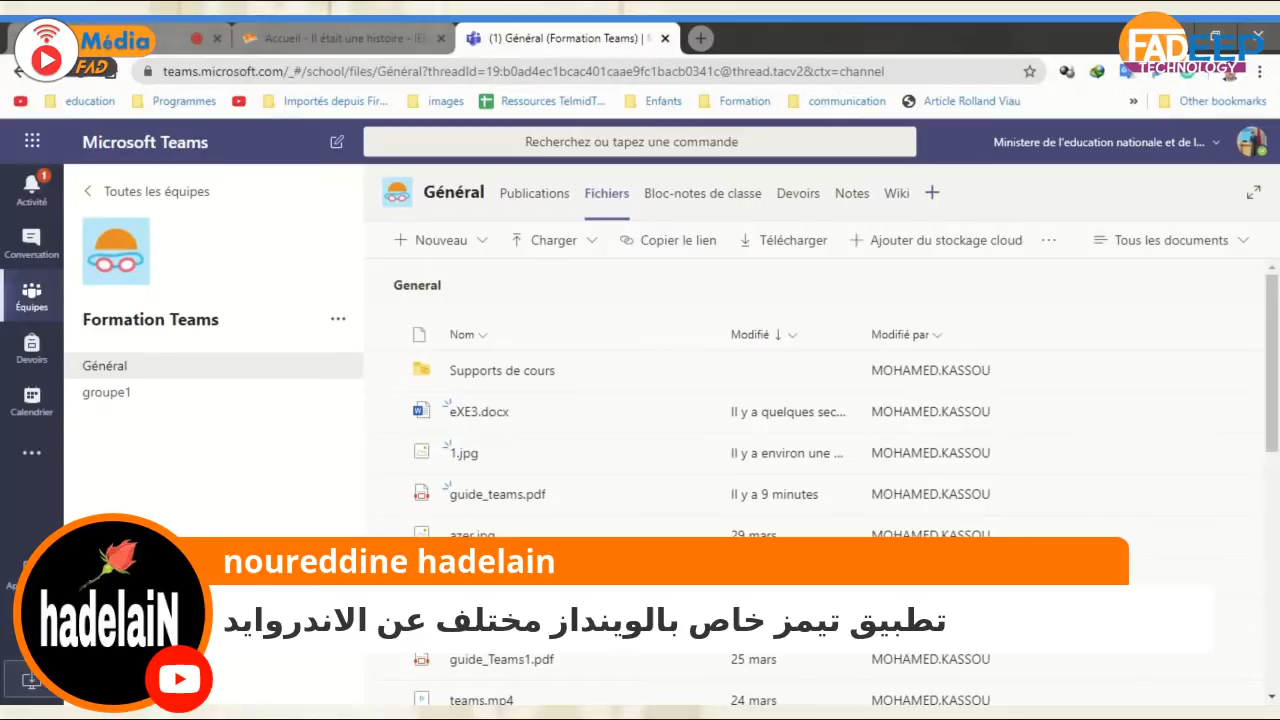 Média
FAD
Accueil - Il était une histoire - IEI
(1) Général (Formation Teams) |
FADEEP
TECHNOLOGY
teams.microsoft.com/_#/school/files/Général?threadId=19:b0ad4ec1bcac401caae9fc1bacb0341c@thread.tacv2&ctx=channel
education
Programmes
Importés depuis Fir...
images
Ressources TelmidT...
Enfants
Formation
communication
Article Rolland Viau
»
Other bookmarks
Microsoft Teams
Recherchez ou tapez une commande
Ministere de l'education nationale et de l...
1
Activité
Conversation
Équipes
Devoirs
Calendrier
Toutes les équipes
Formation Teams
Général
groupe1
Général
Publications
Fichiers
Bloc-notes de classe
Devoirs
Notes
Wiki
Nouveau
Charger
Copier le lien
Télécharger
Ajouter du stockage cloud
Tous les documents
General
Nom
Modifié
Modifié par
Supports de cours
MOHAMED.KASSOU
eXE3.docx
Il y a quelques sec...
MOHAMED.KASSOU
1.jpg
Il y a environ une ...
MOHAMED.KASSOU
guide_teams.pdf
Il y a 9 minutes
MOHAMED.KASSOU
azer.jpg
29 mars
MOHAMED.KASSOU
noureddine hadelain
hadelaiN
تطبيق تيمز خاص بالوينداز مختلف عن الاندروايد
guide_Teams1.pdf
25 mars
MOHAMED.KASSOU
teams.mp4
24 mars
MOHAMED.KASSOU